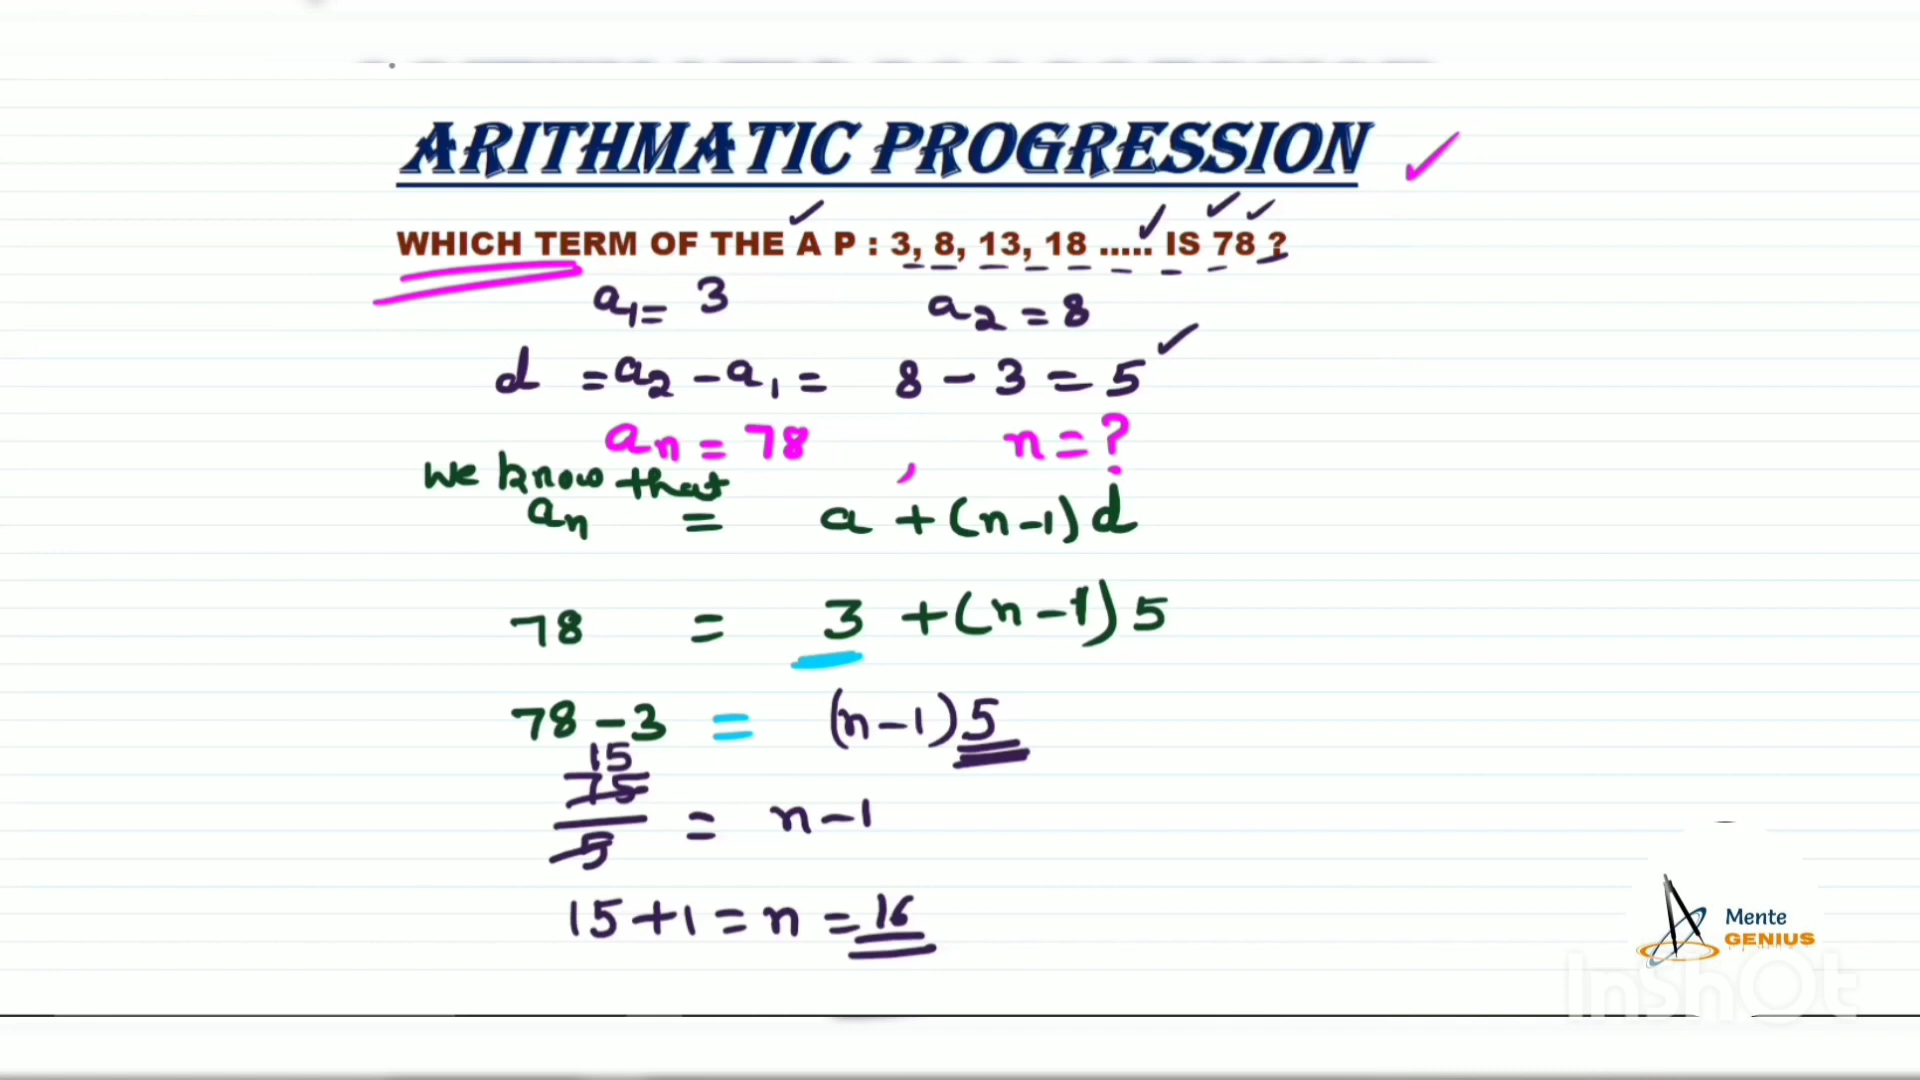 ARITHMATIC PROGRESSION
WHICH TERM OF THE A P : 3, 8, 13, 18 ..... IS 78 ?
a1 = 3 a2 = 8
d = a2 - a1 = 8 - 3 = 5
an = 78 , n = ?
We know that
an = a + (n-1) d
78 = 3 + (n-1) 5
78 - 3 = (n-1) 5
15
75
5 = n-1
15+1 = n = 16
Mente
GENIUS
InShOt